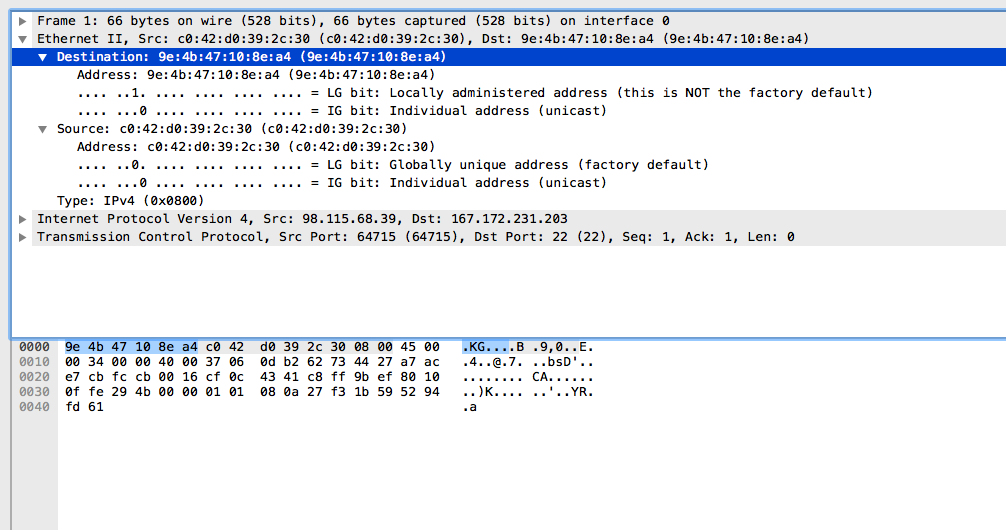 Frame 1: 66 bytes on wire (528 bits), 66 bytes captured (528 bits) on interface 0
Ethernet II, Src: c0:42:d0:39:2c:30 (c0:42:d0:39:2c:30), Dst: 9e:4b:47:10:8e:a4 (9e:4b:47:10:8e:a4)
Destination: 9e:4b:47:10:8e:a4 (9e:4b:47:10:8e:a4)
Address: 9e:4b:47:10:8e:a4 (9e:4b:47:10:8e:a4)
.... ..1. .... .... .... .... = LG bit: Locally administered address (this is NOT the factory default)
.... ...0 .... .... .... .... = IG bit: Individual address (unicast)
Source: c0:42:d0:39:2c:30 (c0:42:d0:39:2c:30)
Address: c0:42:d0:39:2c:30 (c0:42:d0:39:2c:30)
.... ..0. .... .... .... .... = LG bit: Globally unique address (factory default)
.... ...0 .... .... .... .... = IG bit: Individual address (unicast)
Type: IPv4 (0x0800)
Internet Protocol Version 4, Src: 98.115.68.39, Dst: 167.172.231.203
Transmission Control Protocol, Src Port: 64715 (64715), Dst Port: 22 (22), Seq: 1, Ack: 1, Len: 0
0000 9e 4b 47 10 8e a4 c0 42 d0 39 2c 30 08 00 45 00 .KG....B .9,0..E.
0010 00 34 00 00 40 00 37 06 0d b2 62 73 44 27 a7 ac .4..@.7. ..bsD'..
0020 e7 cb fc cb 00 16 cf 0c 43 41 c8 ff 9b ef 80 10 ........ CA......
0030 0f fe 29 4b 00 00 01 01 08 0a 27 f3 1b 59 52 94 ..)K.... ..'..YR.
0040 fd 61 .a